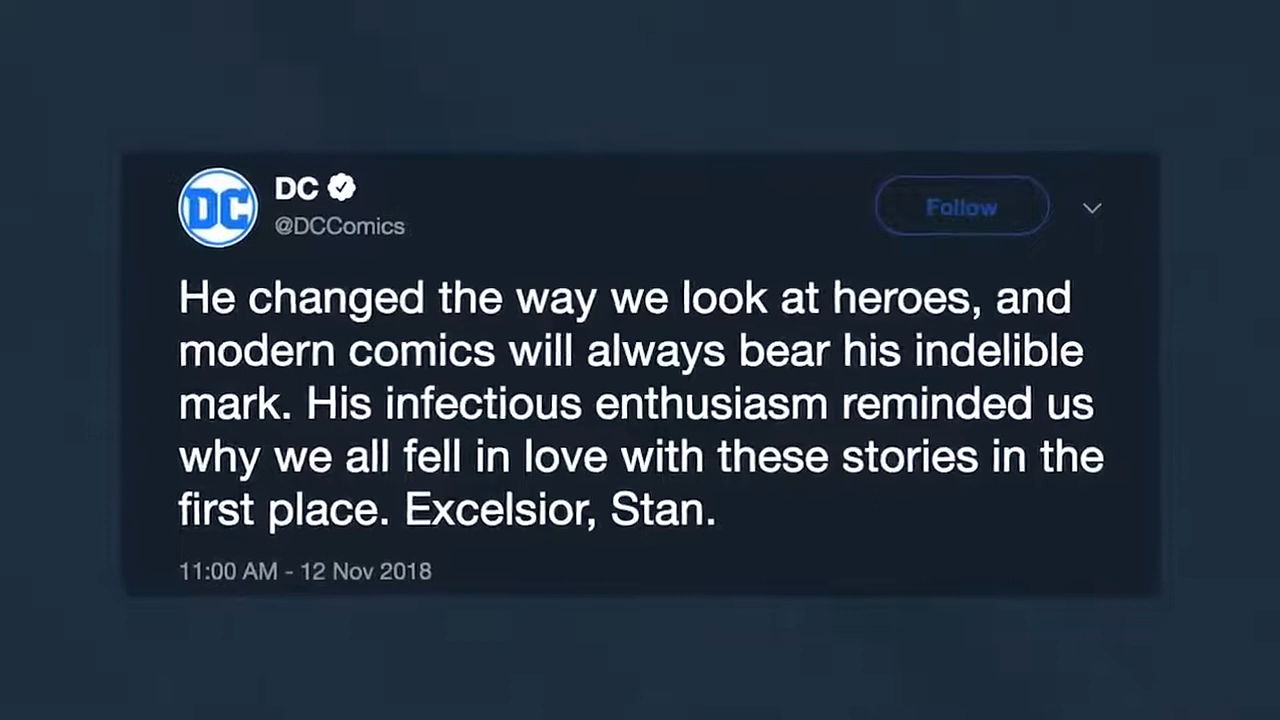 DC
DC
@DCComics
Follow
He changed the way we look at heroes, and
modern comics will always bear his indelible
mark. His infectious enthusiasm reminded us
why we all fell in love with these stories in the
first place. Excelsior, Stan.
11:00 AM - 12 Nov 2018